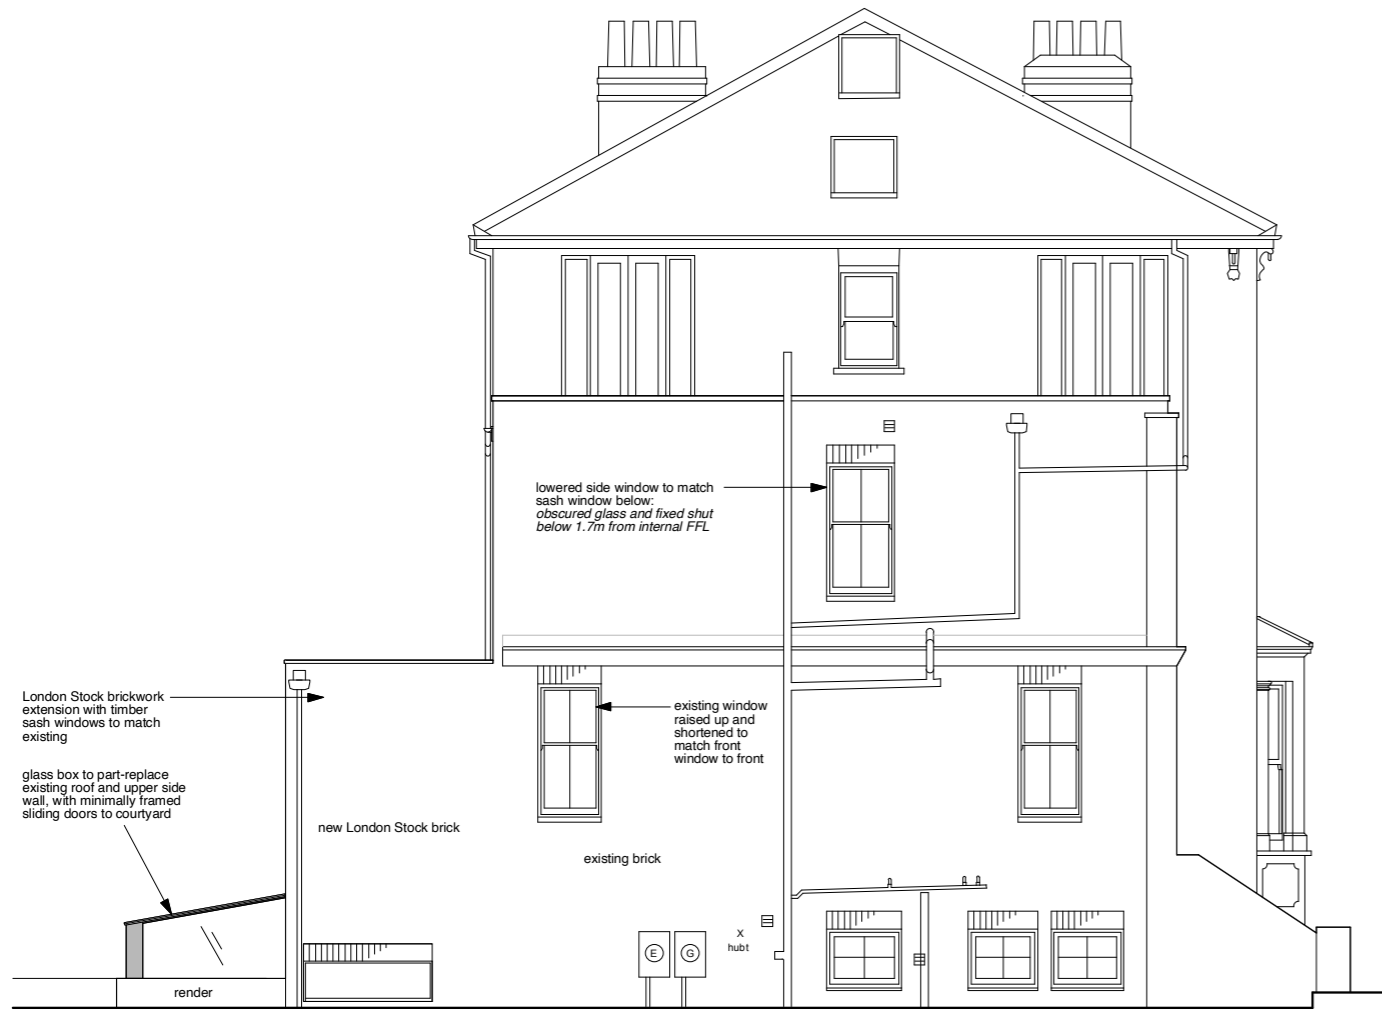 lowered side window to match
sash window below:
obscured glass and fixed shut
below 1.7m from internal FFL
London Stock brickwork
extension with timber
sash windows to match
existing
existing window
raised up and
shortened to
match front
window to front
glass box to part-replace
existing roof and upper side
wall, with minimally framed
sliding doors to courtyard
new London Stock brick
existing brick
X
hubt
E
G
render